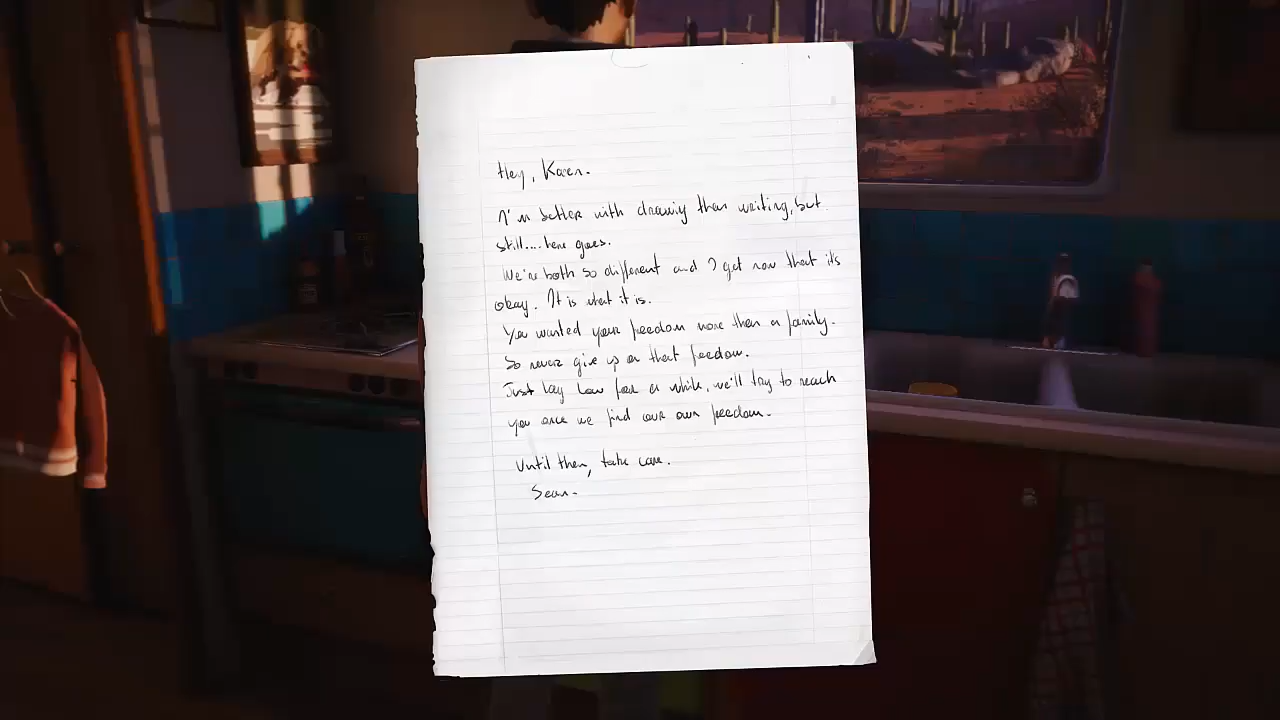 Hey, Karen.
I'm better with drawing than writing, but
still.... here goes.
We're both so different and I get now that it's
okay. It is what it is.
You wanted your freedom more than a family.
So never give up on that freedom.
Just lay low for a while, we'll try to reach
you once we find our own freedom.
Until then, take care.
Sean.